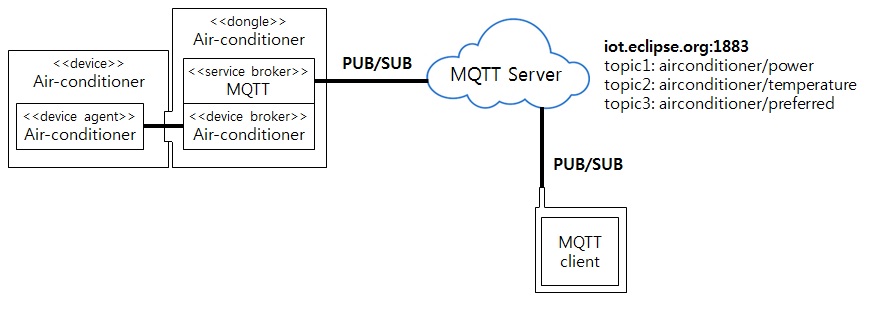 <<device>>
Air-conditioner
<<device agent>>
Air-conditioner
<<dongle>>
Air-conditioner
<<service broker>>
MQTT
<<device broker>>
Air-conditioner
PUB/SUB
MQTT Server
iot.eclipse.org:1883
topic1: airconditioner/power
topic2: airconditioner/temperature
topic3: airconditioner/preferred
PUB/SUB
MQTT
client